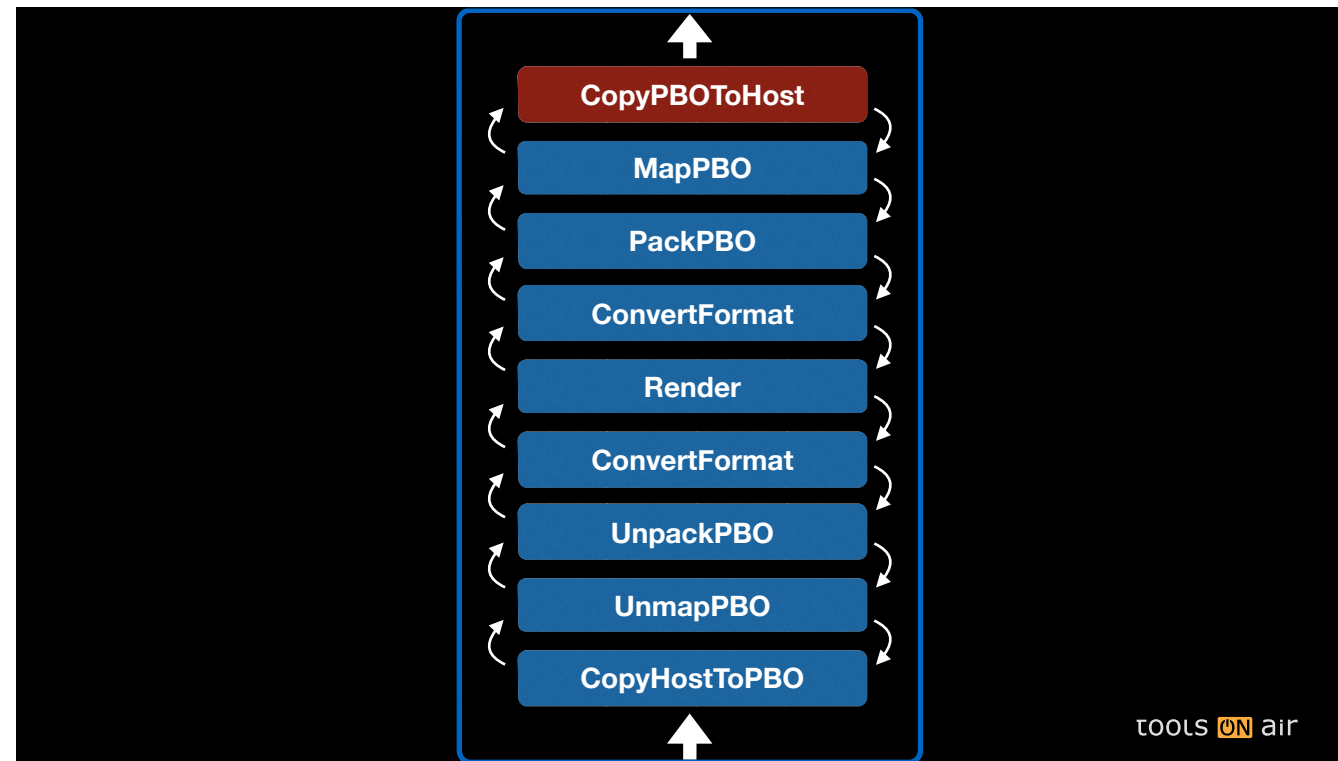 CopyPBOToHost
MapPBO
PackPBO
ConvertFormat
Render
ConvertFormat
UnpackPBO
UnmapPBO
CopyHostToPBO
TOOLS ON air